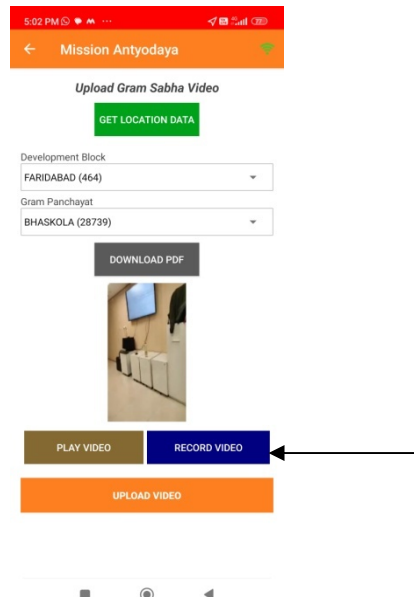 5:02 PM
Mission Antyodaya
Upload Gram Sabha Video
GET LOCATION DATA
Development Block
FARIDABAD (464)
Gram Panchayat
BHASKOLA (28739)
DOWNLOAD PDF
PLAY VIDEO RECORD VIDEO
UPLOAD VIDEO